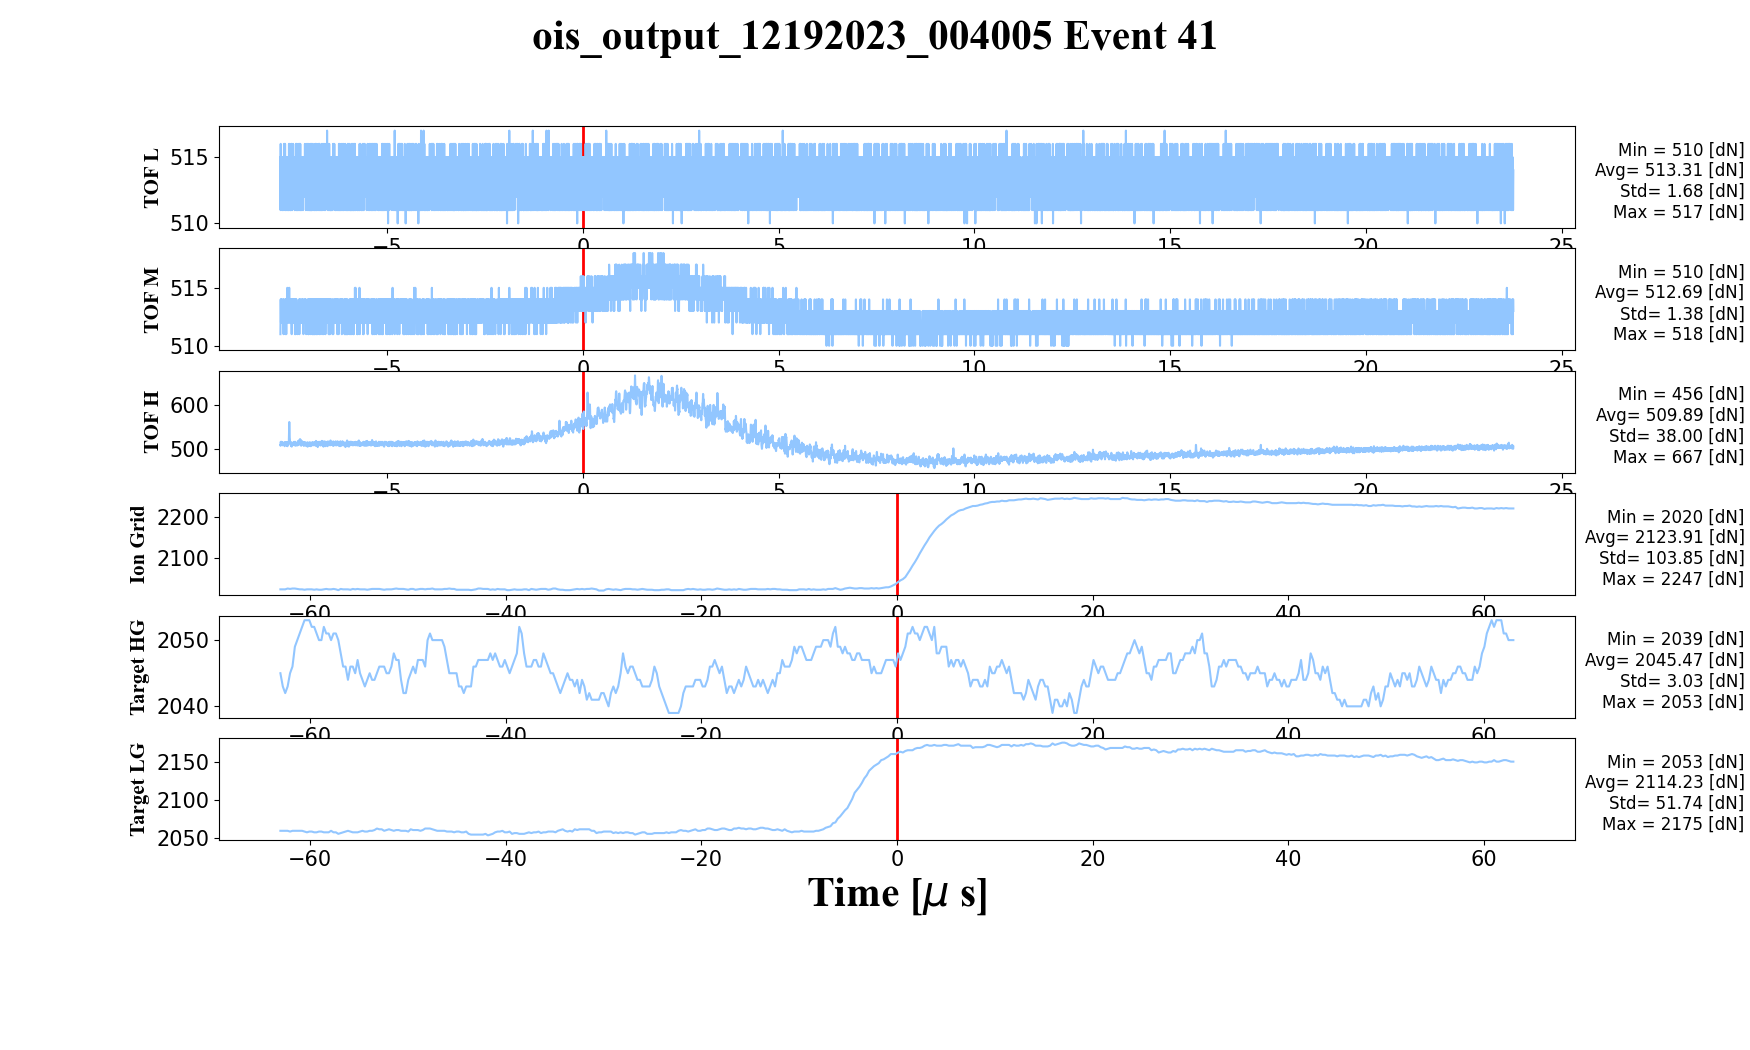 ois_output_12192023_004005 Event 41
TOF L
515
510
−5
0
5
10
15
20
25
Min = 510 [dN]
Avg= 513.31 [dN]
Std= 1.68 [dN]
Max = 517 [dN]
TOF M
515
510
−5
0
5
10
15
20
25
Min = 510 [dN]
Avg= 512.69 [dN]
Std= 1.38 [dN]
Max = 518 [dN]
TOF H
600
500
−5
0
5
10
15
20
25
Min = 456 [dN]
Avg= 509.89 [dN]
Std= 38.00 [dN]
Max = 667 [dN]
Ion Grid
2200
2100
−60
−40
−20
0
20
40
60
Min = 2020 [dN]
Avg= 2123.91 [dN]
Std= 103.85 [dN]
Max = 2247 [dN]
Target HG
2050
2040
−60
−40
−20
0
20
40
60
Min = 2039 [dN]
Avg= 2045.47 [dN]
Std= 3.03 [dN]
Max = 2053 [dN]
Target LG
2150
2100
2050
−60
−40
−20
0
20
40
60
Min = 2053 [dN]
Avg= 2114.23 [dN]
Std= 51.74 [dN]
Max = 2175 [dN]
Time [μ s]